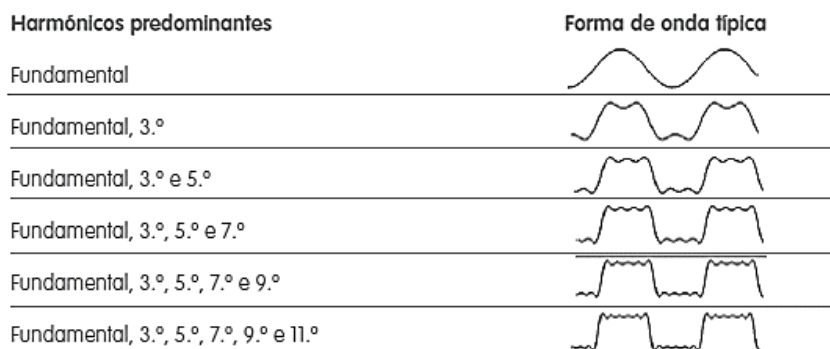 Harmónicos predominantes Forma de onda típica
Fundamental
Fundamental, 3.º
Fundamental, 3.º e 5.º
Fundamental, 3.º, 5.º e 7.º
Fundamental, 3.º, 5.º, 7.º e 9.º
Fundamental, 3.º, 5.º, 7.º, 9.º e 11.º